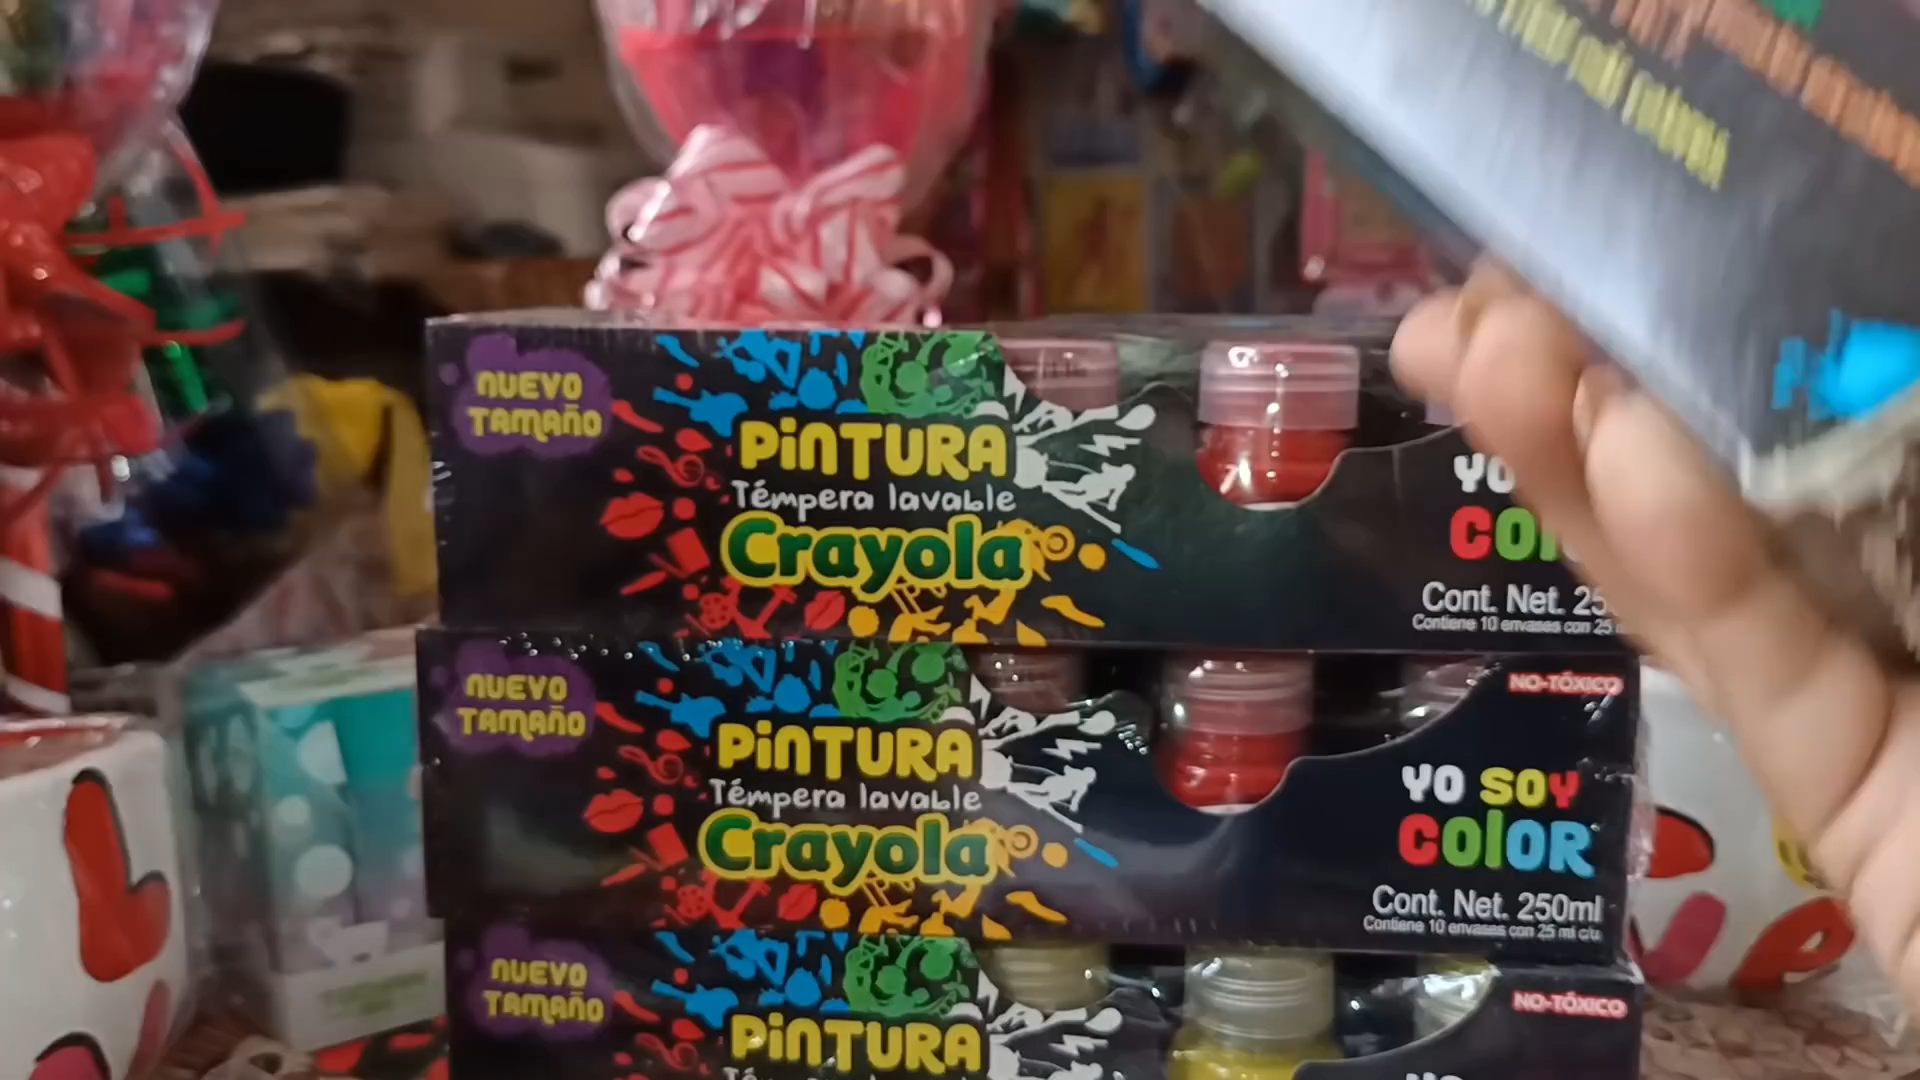 NUEVO
TAMAÑO
PINTURA
Témpera lavable
Crayola
YO
COL
Cont. Net. 25
Contiene 10 envases con 25
NUEVO
TAMAÑO
PINTURA
Témpera lavable
Crayola
NO-TÓXICO
YO SOY
COLOR
Cont. Net. 250ml
Contiene 10 envases con 25 ml c/u
NUEVO
TAMAÑO
PINTURA
NO-TÓXICO